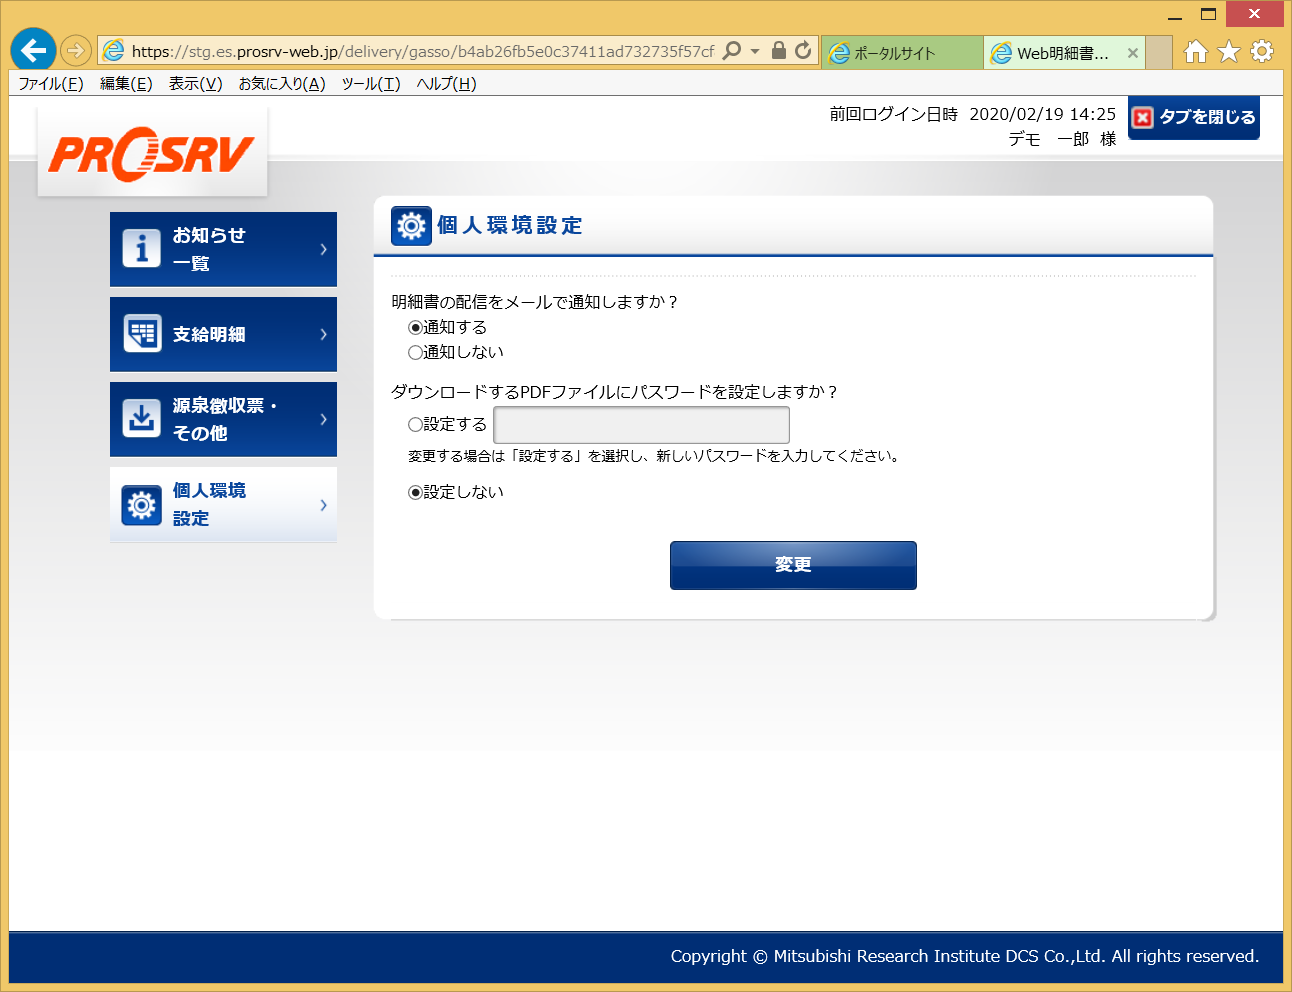 https://stg.es.prosrv-web.jp/delivery/gasso/b4ab26fb5e0c37411ad732735f57cf
ポータルサイト
Web明細書...
ファイル(F) 編集(E) 表示(V) お気に入り(A) ツール(T) ヘルプ(H)
PROSRV
前回ログイン日時 2020/02/19 14:25
デモ 一郎 様
タブを閉じる
お知らせ
一覧
支給明細
源泉徴収票・
その他
個人環境
設定
個人環境設定
明細書の配信をメールで通知しますか？
通知する
通知しない
ダウンロードするPDFファイルにパスワードを設定しますか？
設定する
変更する場合は「設定する」を選択し、新しいパスワードを入力してください。
設定しない
変更
Copyright © Mitsubishi Research Institute DCS Co.,Ltd. All rights reserved.